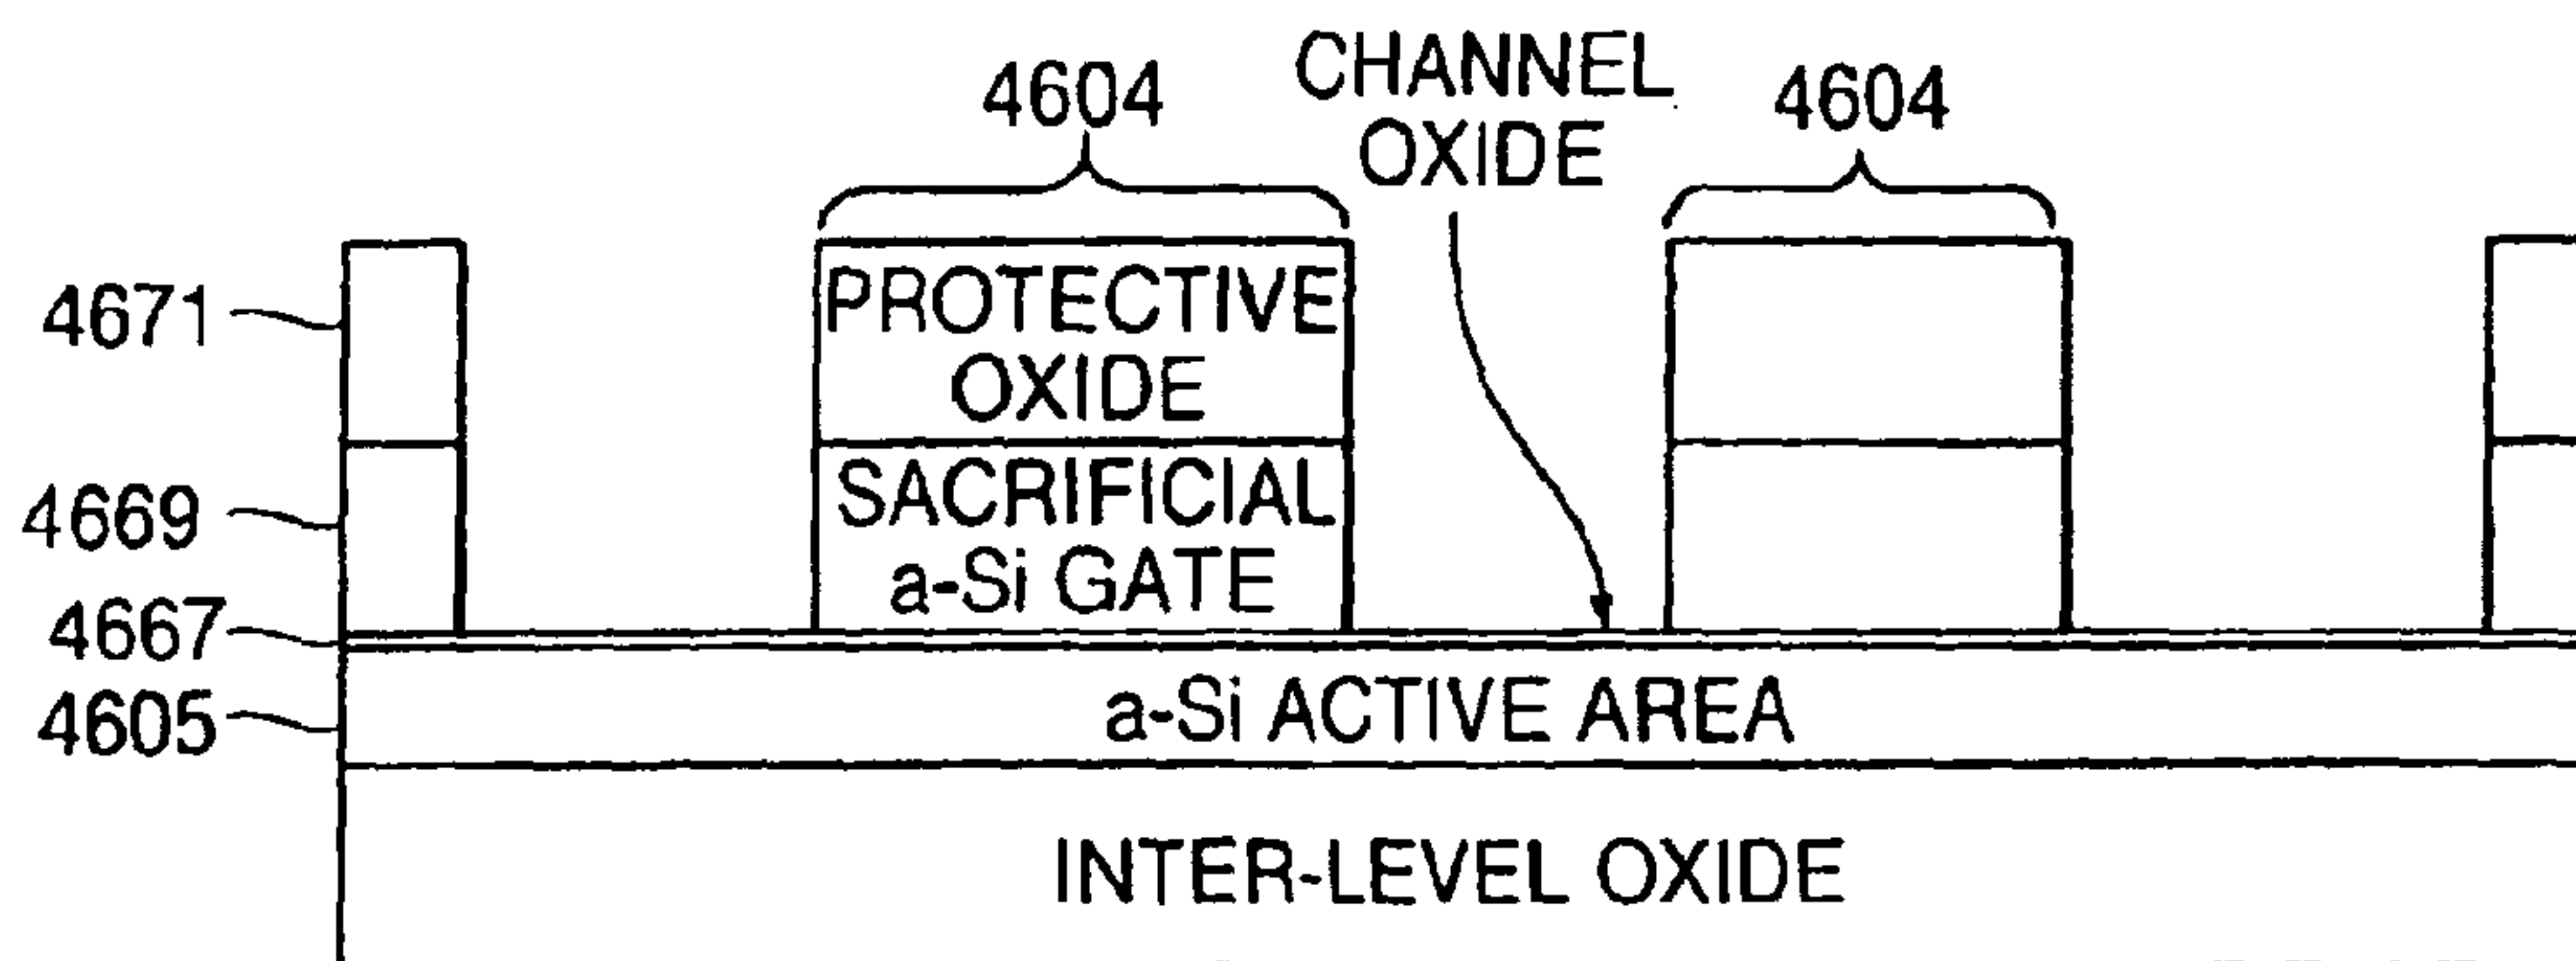 4604
CHANNEL
OXIDE
4604
PROTECTIVE
OXIDE
4671
SACRIFICIAL
a-Si GATE
4669
4667
4605
a-Si ACTIVE AREA
INTER-LEVEL OXIDE